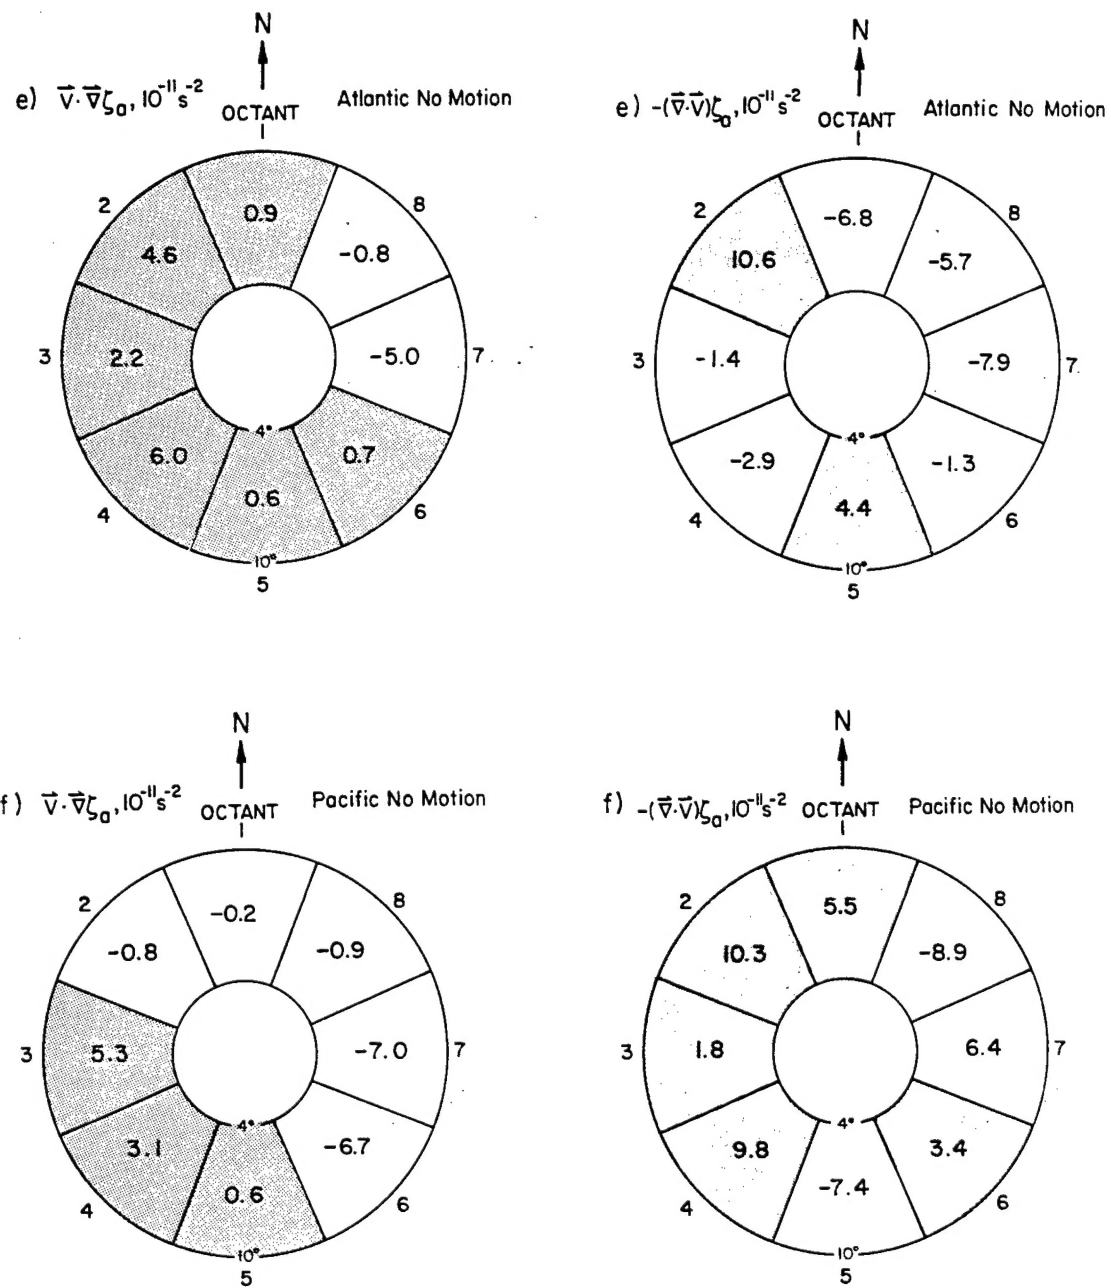 N
e) V⃗·∇⃗ζa, 10⁻¹¹s⁻² OCTANT Atlantic No Motion
1
2 0.9 8
4.6 -0.8
3 2.2 -5.0 7
4°
6.0 0.7
0.6
4 6
10°
5
N
e) -(∇⃗·V⃗)ζa, 10⁻¹¹s⁻² OCTANT Atlantic No Motion
1
2 -6.8 8
10.6 -5.7
3 -1.4 -7.9 7
4°
-2.9 -1.3
4.4
4 6
10°
5
N
f) V⃗·∇⃗ζa, 10⁻¹¹s⁻² OCTANT Pacific No Motion
1
2 -0.2 8
-0.8 -0.9
3 5.3 -7.0 7
4°
3.1 -6.7
0.6
4 6
10°
5
N
f) -(∇⃗·V⃗)ζa, 10⁻¹¹s⁻² OCTANT Pacific No Motion
1
2 5.5 8
10.3 -8.9
3 1.8 6.4 7
4°
9.8 3.4
-7.4
4 6
10°
5